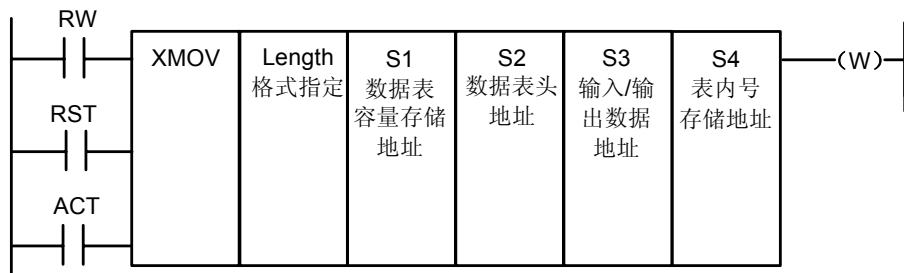 RW
RST
ACT
XMOV
Length
格式指定
S1
数据表
容量存储
地址
S2
数据表头
地址
S3
输入/输
出数据
地址
S4
表内号
存储地址
(W)